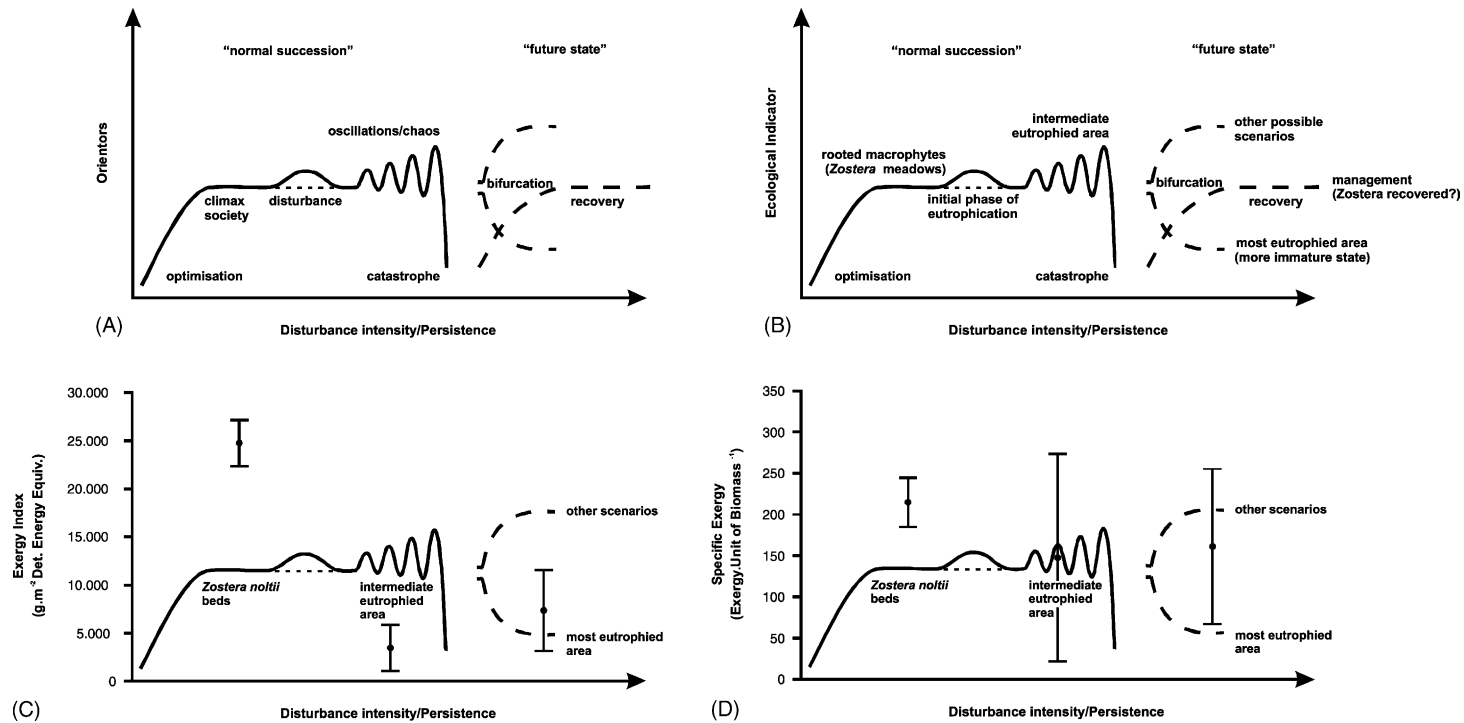 “normal succession”
“future state”
Orientors
oscillations/chaos
climax
society
disturbance
bifurcation
recovery
optimisation
catastrophe
(A)
Disturbance intensity/Persistence
“normal succession”
“future state”
Ecological Indicator
intermediate
eutrophied area
other possible
scenarios
rooted macrophytes
(Zostera meadows)
bifurcation
management
(Zostera recovered?)
initial phase of
eutrophication
recovery
most eutrophied area
(more immature state)
optimisation
catastrophe
(B)
Disturbance intensity/Persistence
Exergy Index
(g.m-2 Det. Energy Equiv.)
30.000
25.000
20.000
15.000
10.000
5.000
0
other scenarios
Zostera noltii
beds
intermediate
eutrophied
area
most eutrophied
area
(C)
Disturbance intensity/Persistence
Specific Exergy
(Exergy.Unit of Biomass -1)
350
300
250
200
150
100
50
0
other scenarios
Zostera noltii
beds
intermediate
eutrophied
area
most eutrophied
area
(D)
Disturbance intensity/Persistence